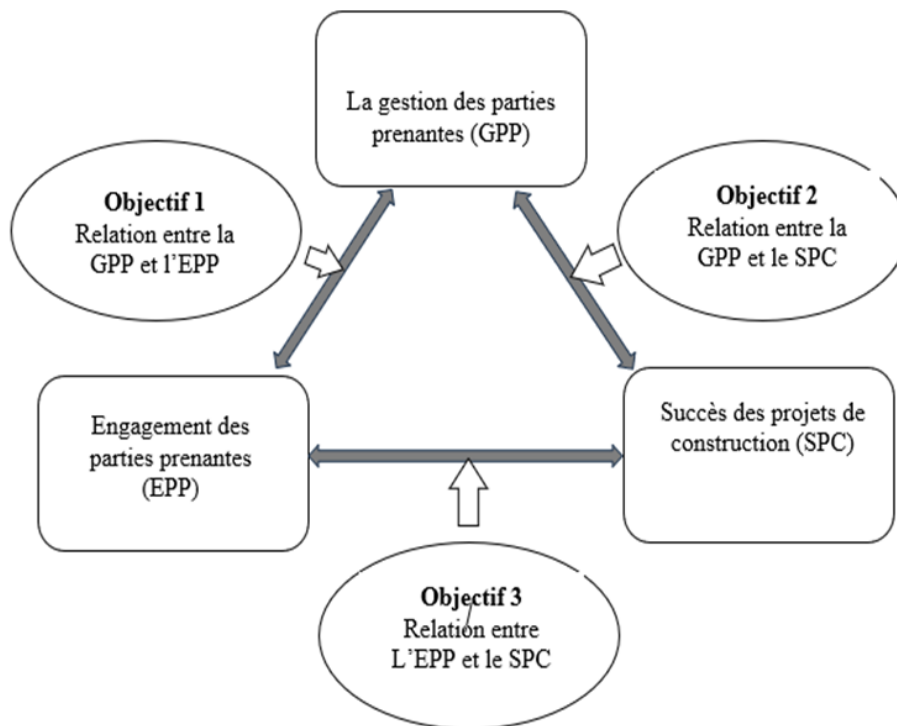 La gestion des parties
prenantes (GPP)
Objectif 1
Relation entre la
GPP et l’EPP
Objectif 2
Relation entre la
GPP et le SPC
Engagement des
parties prenantes
(EPP)
Succès des projets de
construction (SPC)
Objectif 3
Relation entre
L’EPP et le SPC